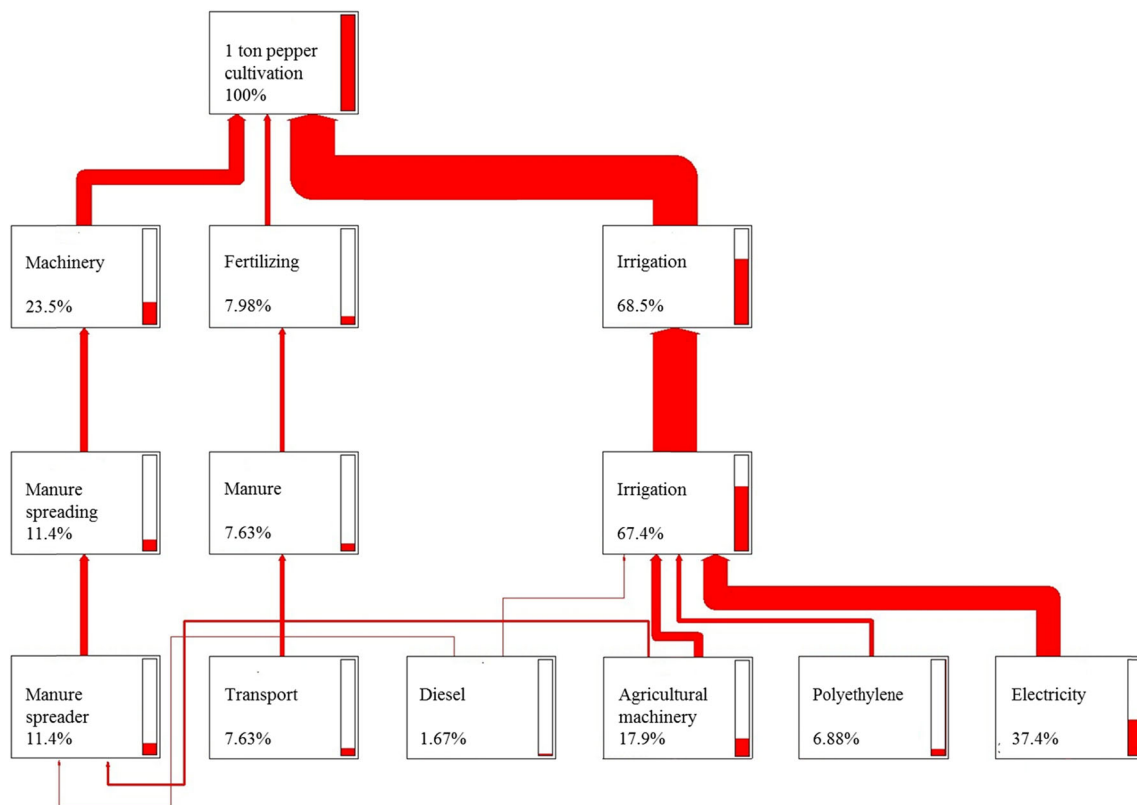 1 ton pepper
cultivation
100%
Machinery
23.5%
Fertilizing
7.98%
Irrigation
68.5%
Manure
spreading
11.4%
Manure
7.63%
Irrigation
67.4%
Manure
spreader
11.4%
Transport
7.63%
Diesel
1.67%
Agricultural
machinery
17.9%
Polyethylene
6.88%
Electricity
37.4%